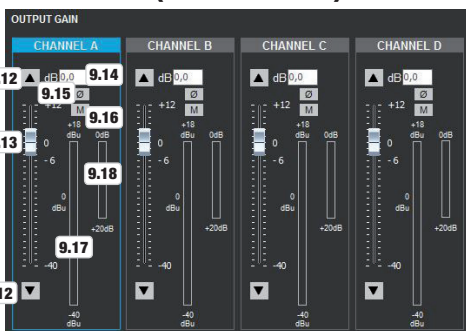 OUTPUT GAIN
CHANNEL A CHANNEL B CHANNEL C CHANNEL D
.12 dB 0,0 9.14 dB 0,0 dB 0,0 dB 0,0
9.15 Ø Ø Ø Ø
+12 M 9.16 +12 M +12 M +12 M
+18 +18 +18 +18
dBu 0dB dBu 0dB dBu 0dB dBu 0dB
.13 0 0 0 0
- 6 - 6 - 6 - 6
9.18
0 0 0 0
dBu dBu dBu dBu
+20dB +20dB +20dB +20dB
9.17
-40 -40 -40 -40
12
-40 -40 -40 -40
dBu dBu dBu dBu